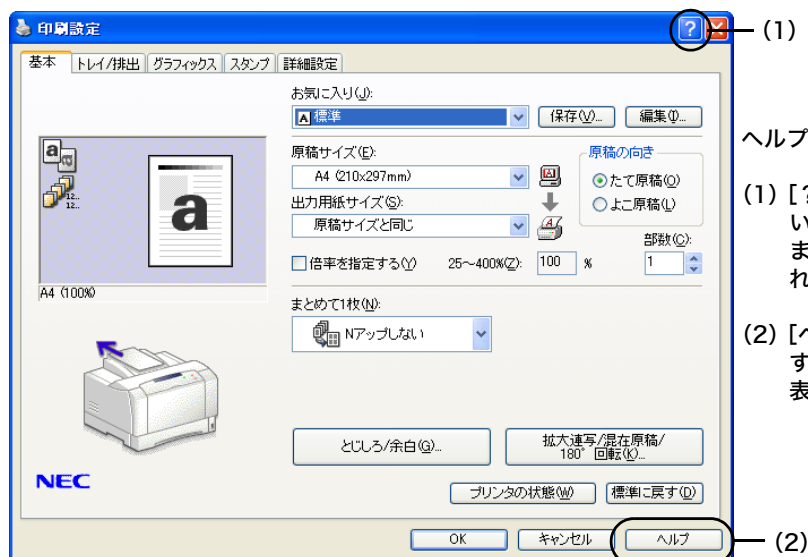 印刷設定
? (1)
基本 トレイ/排出 グラフィックス スタンプ 詳細設定
お気に入り(J):
A 標準 保存(V)... 編集(I)...
原稿サイズ(E):
A4 (210x297mm)
出力用紙サイズ(S):
原稿サイズと同じ
原稿の向き
たて原稿(O)
よこ原稿(L)
部数(C):
倍率を指定する(Y) 25～400%(Z): 100 % 1
a a
12...
12...
a
A4 (100%)
まとめて1枚(N):
Nアップしない
とじしろ/余白(G)...
拡大連写/混在原稿/
180°回転(K)...
NEC
プリンタの状態(W) 標準に戻す(D)
OK キャンセル ヘルプ (2)
ヘルプ
(1) [?
い
ま
れ
(2) [ヘ
す
表